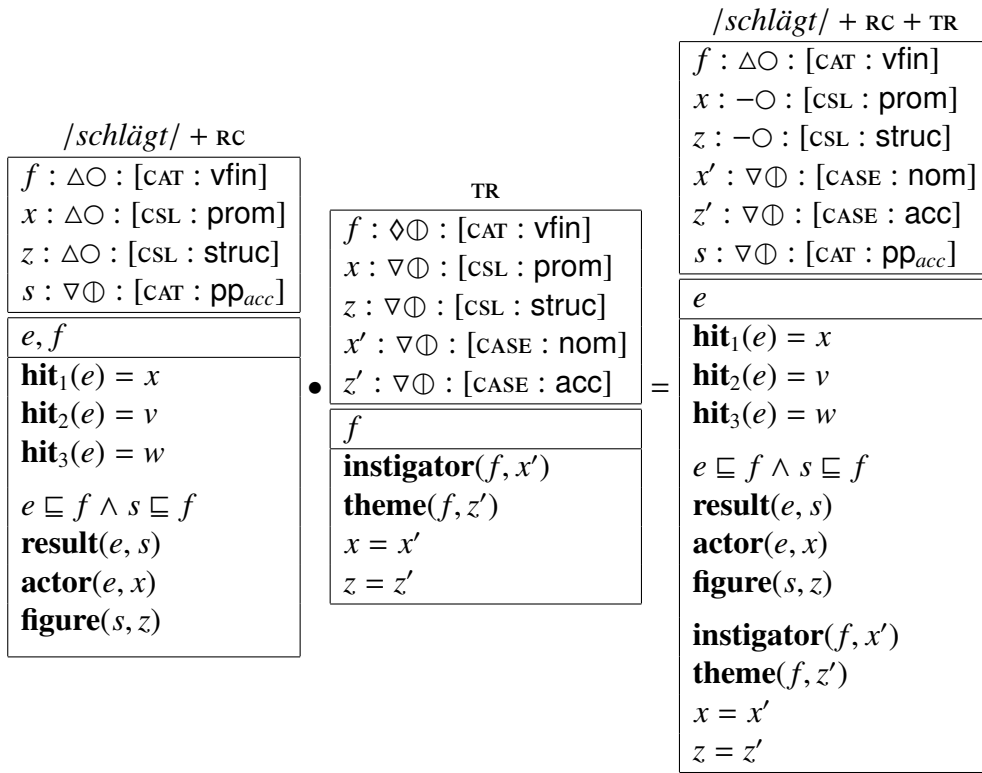 /schlägt/ + RC
f : △○ : [CAT : vfin]
x : △○ : [CSL : prom]
z : △○ : [CSL : struc]
s : ▽⦶ : [CAT : pp_acc]
e, f
hit₁(e) = x
hit₂(e) = v
hit₃(e) = w
e ⊑ f ∧ s ⊑ f
result(e, s)
actor(e, x)
figure(s, z)
•
TR
f : ◊⦶ : [CAT : vfin]
x : ▽⦶ : [CSL : prom]
z : ▽⦶ : [CSL : struc]
x′ : ▽⦶ : [CASE : nom]
z′ : ▽⦶ : [CASE : acc]
f
instigator(f, x′)
theme(f, z′)
x = x′
z = z′
=
/schlägt/ + RC + TR
f : △○ : [CAT : vfin]
x : −○ : [CSL : prom]
z : −○ : [CSL : struc]
x′ : ▽⦶ : [CASE : nom]
z′ : ▽⦶ : [CASE : acc]
s : ▽⦶ : [CAT : pp_acc]
e
hit₁(e) = x
hit₂(e) = v
hit₃(e) = w
e ⊑ f ∧ s ⊑ f
result(e, s)
actor(e, x)
figure(s, z)
instigator(f, x′)
theme(f, z′)
x = x′
z = z′